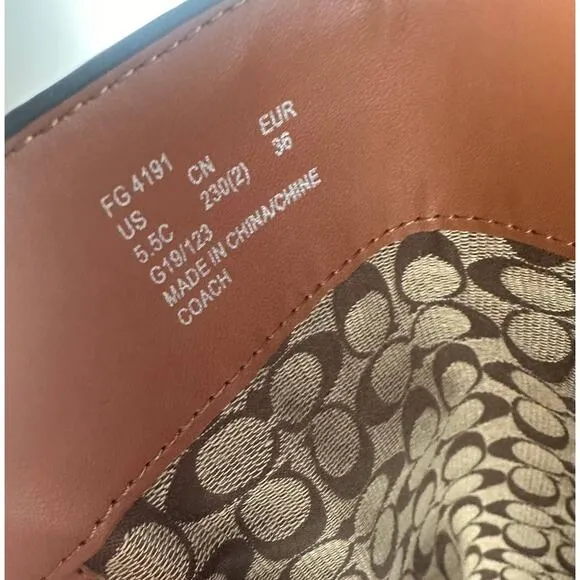 FG 4191
US CN EUR
5.5C 230(2) 36
G19/123
MADE IN CHINA/CHINE
COACH